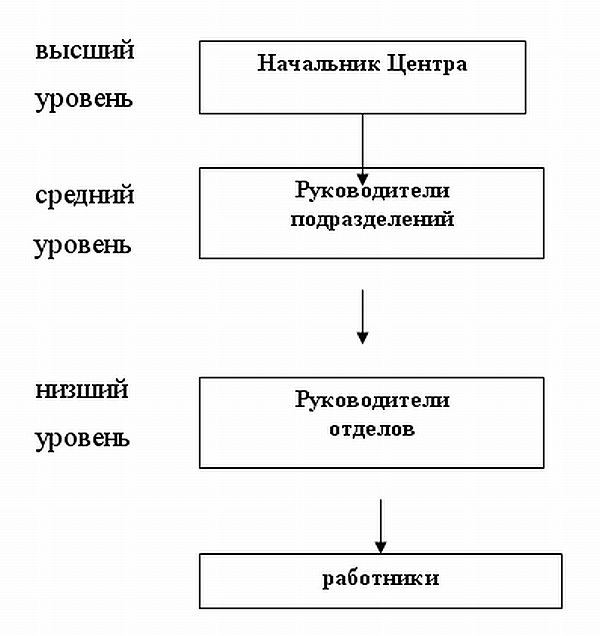 высший
уровень
Начальник Центра
средний
уровень
Руководители
подразделений
низший
уровень
Руководители
отделов
работники